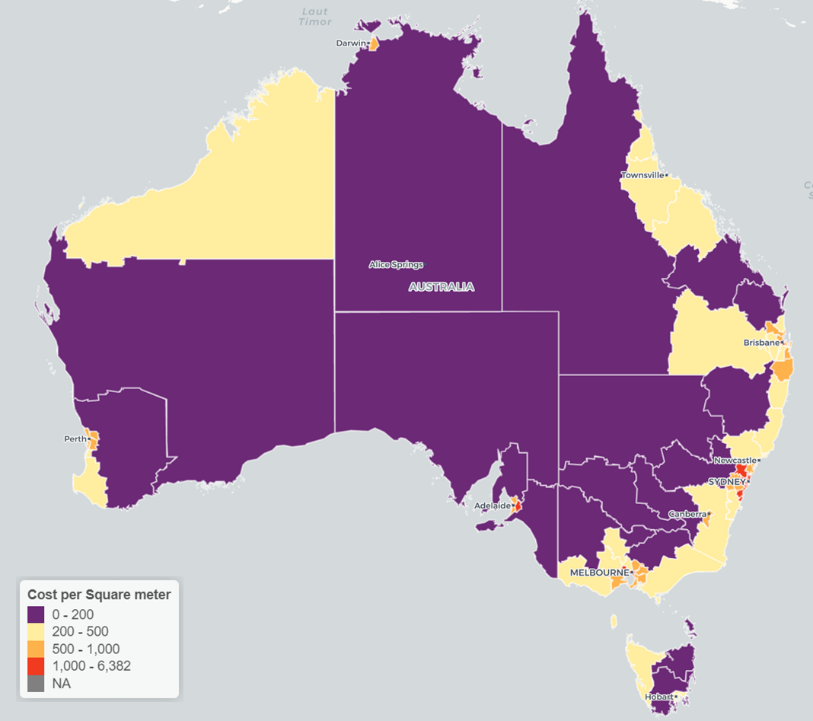 Laut
Timor
Darwin
Townsville
Alice Springs
AUSTRALIA
Brisbane
Perth
Newcastle
SYDNEY
Adelaide
Canberra
MELBOURNE
Hobart
Cost per Square meter
0 - 200
200 - 500
500 - 1,000
1,000 - 6,382
NA